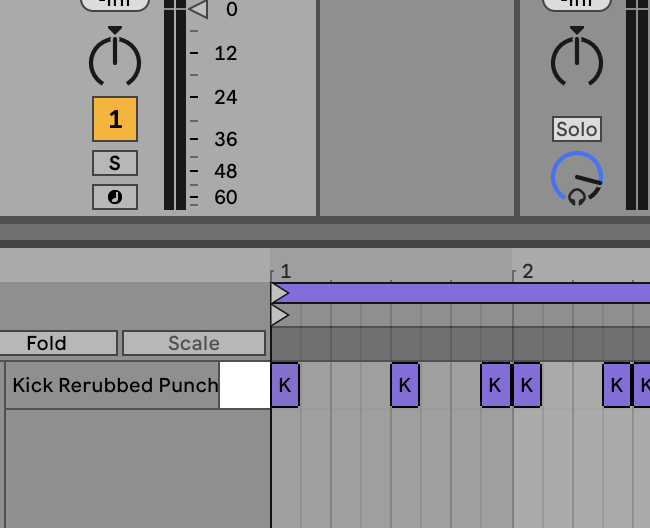 -inf
-inf
0
12
24
1
Solo
36
S
48
60
1
2
Fold
Scale
Kick Rerubbed Punch
K
K
K
K
K
K